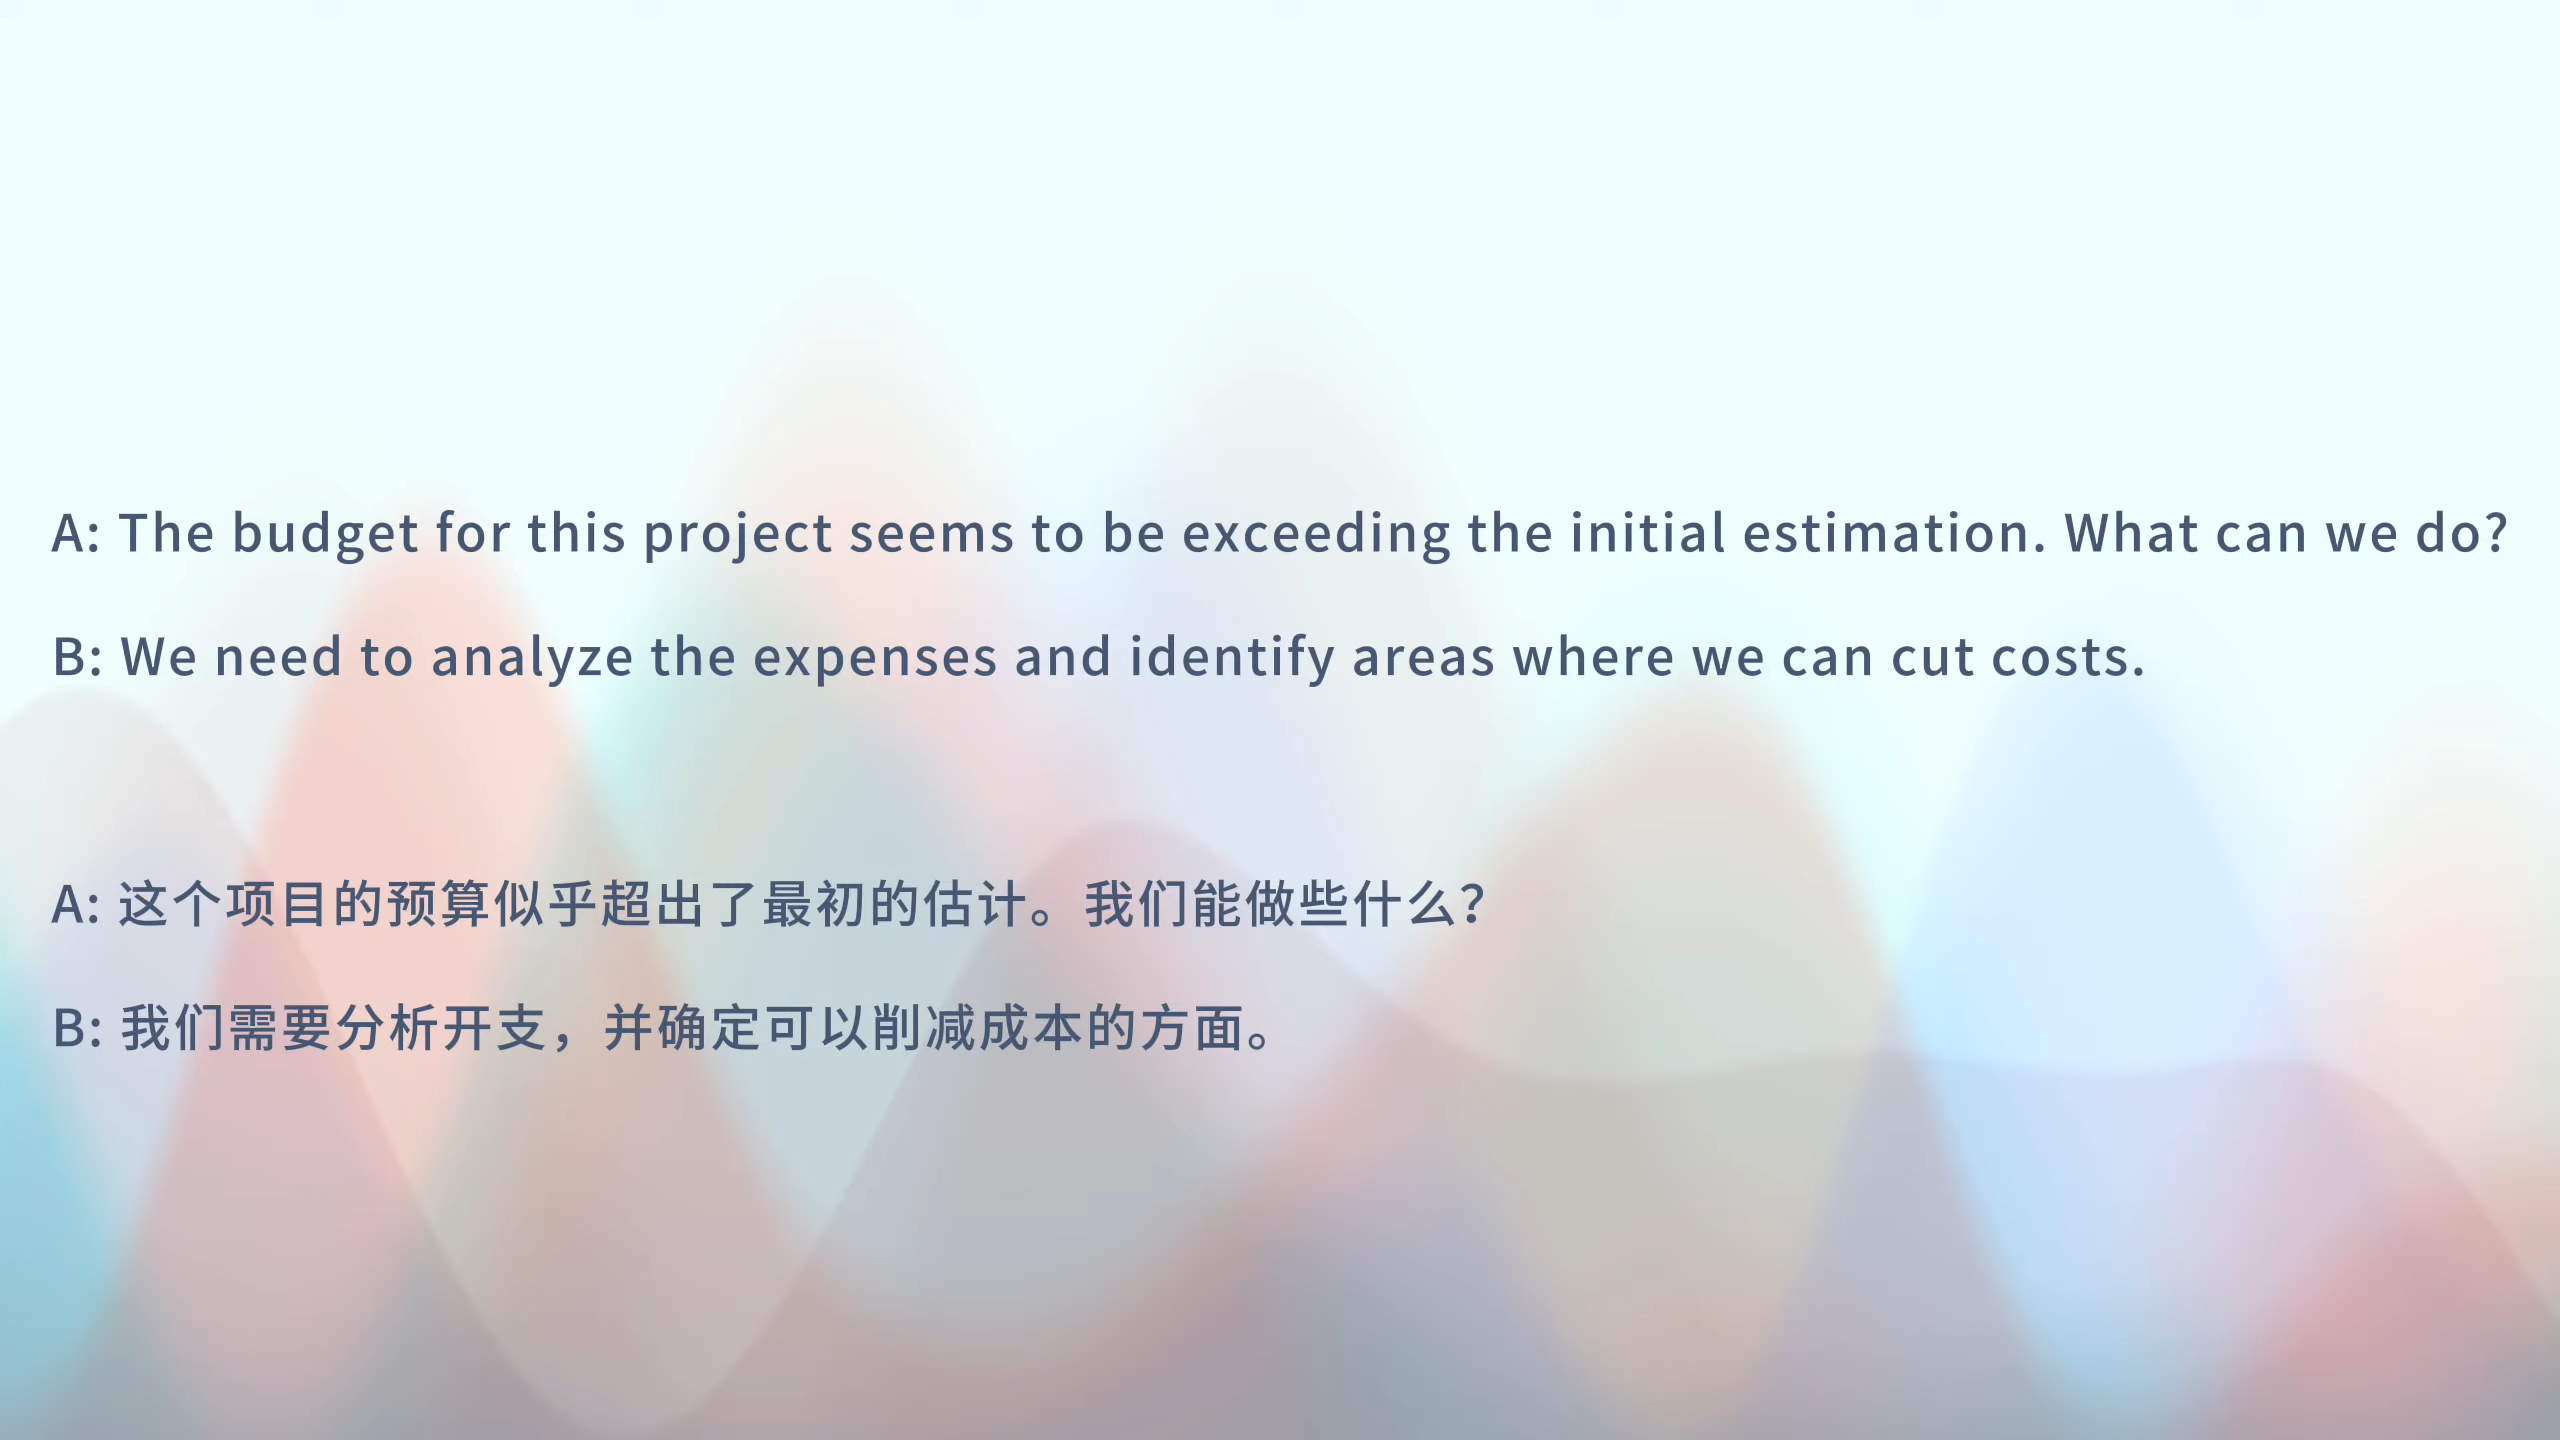 A: The budget for this project seems to be exceeding the initial estimation. What can we do?
B: We need to analyze the expenses and identify areas where we can cut costs.
A: 这个项目的预算似乎超出了最初的估计。我们能做些什么？
B: 我们需要分析开支，并确定可以削减成本的方面。